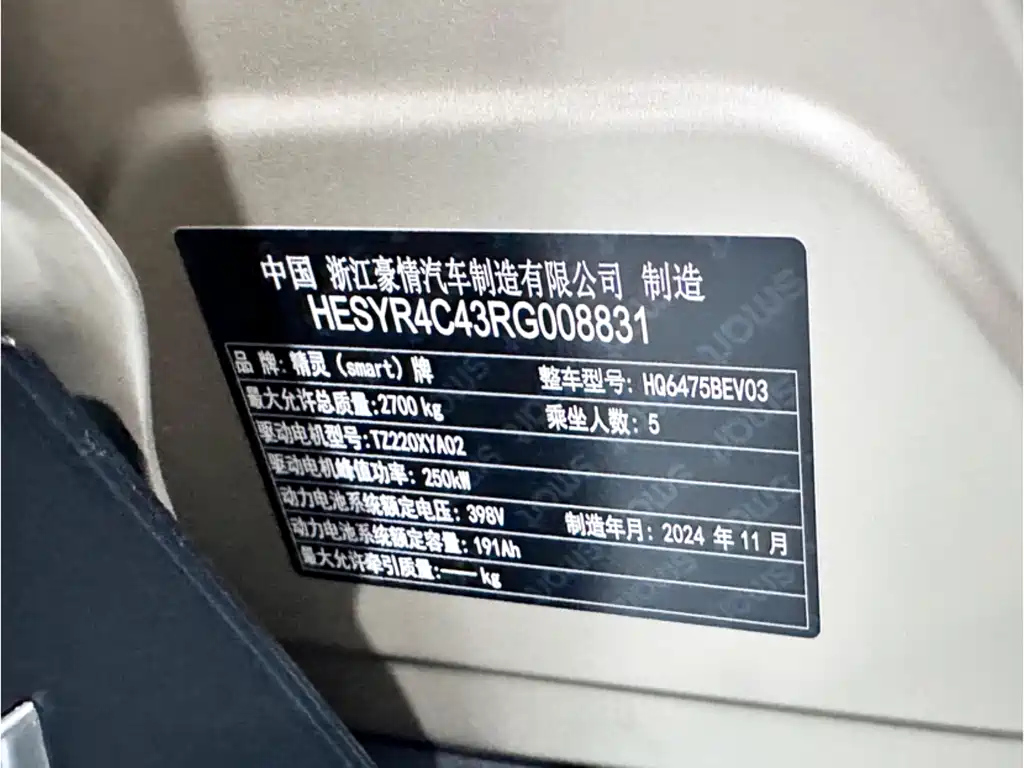 中国 浙江豪情汽车制造有限公司 制造
HESYR4C43RG008831
品 牌: 精灵 (smart) 牌 整车型号: HQ6475BEV03
最大允许总质量:2700 kg 乘坐人数: 5
驱动电机型号:TZ220XYA02
驱动电机峰值功率: 250kW
动力电池系统额定电压: 398V 制造年月: 2024 年 11 月
动力电池系统额定容量: 191Ah
最大允许牵引质量:—— kg